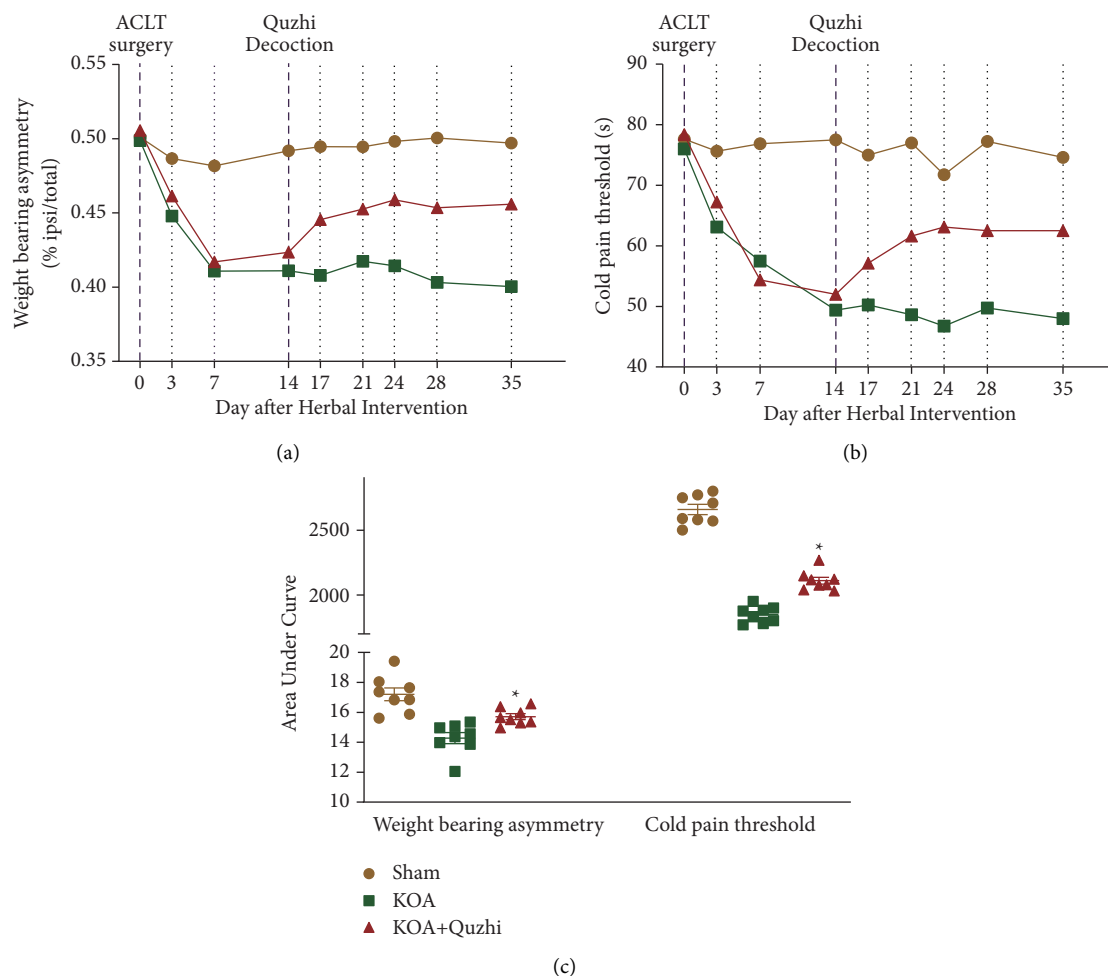 ACLT
surgery
Quzhi
Decoction
0.55
0.50
0.45
0.40
0.35
Weight bearing asymmetry
(% ipsi/total)
0 3 7 14 17 21 24 28 35
Day after Herbal Intervention
(a)
ACLT
surgery
Quzhi
Decoction
90
80
70
60
50
40
Cold pain threshold (s)
0 3 7 14 17 21 24 28 35
Day after Herbal Intervention
(b)
2500
2000
20
18
16
14
12
10
Area Under Curve
*
*
Weight bearing asymmetry
Cold pain threshold
Sham
KOA
KOA+Quzhi
(c)